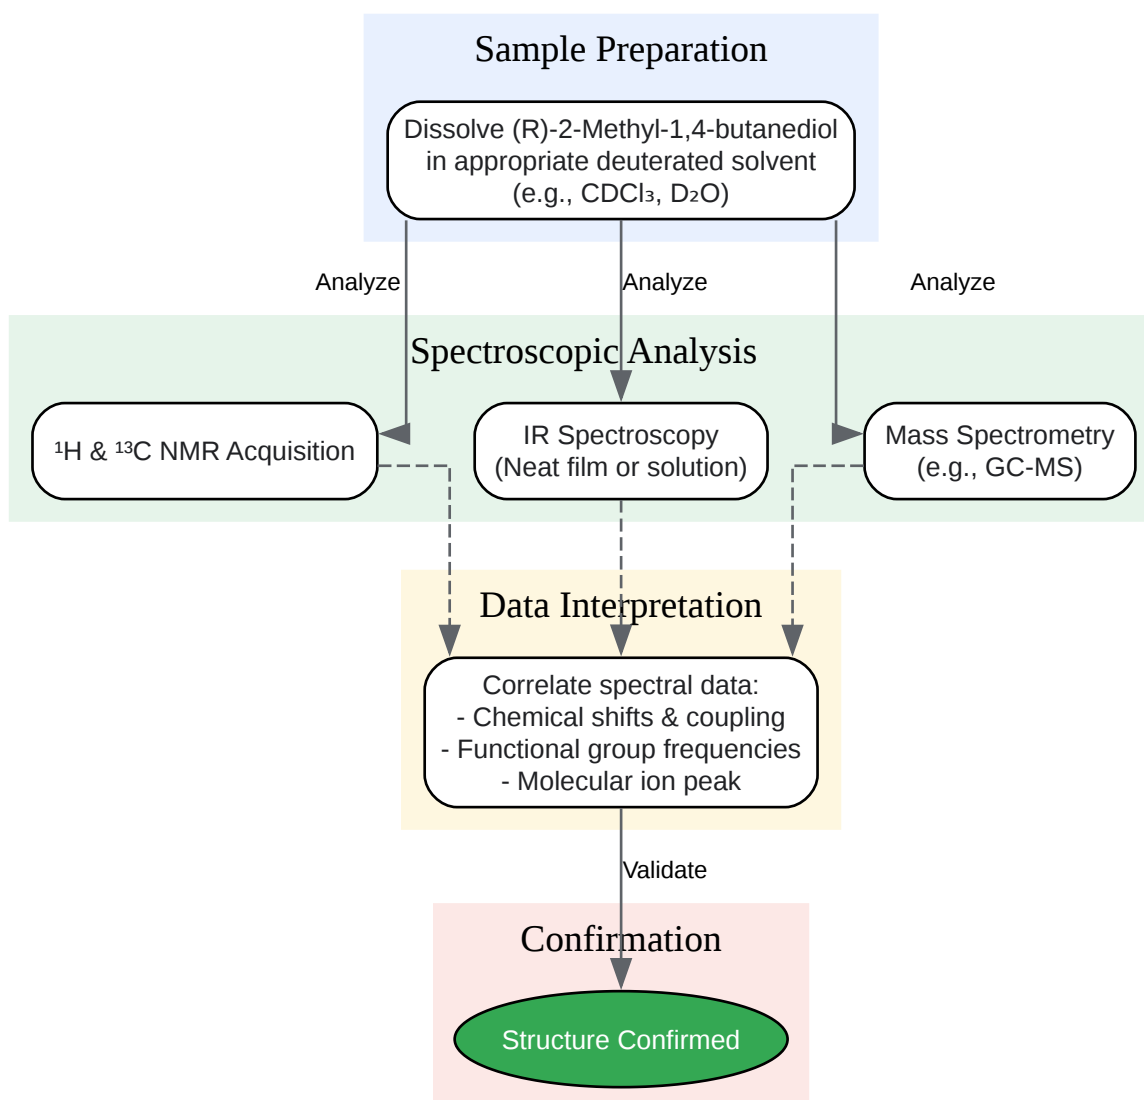 Sample Preparation
Dissolve (R)-2-Methyl-1,4-butanediol
in appropriate deuterated solvent
(e.g., CDCl₃, D₂O)
Analyze
Analyze
Analyze
Spectroscopic Analysis
¹H & ¹³C NMR Acquisition
IR Spectroscopy
(Neat film or solution)
Mass Spectrometry
(e.g., GC-MS)
Data Interpretation
Correlate spectral data:
- Chemical shifts & coupling
- Functional group frequencies
- Molecular ion peak
Validate
Confirmation
Structure Confirmed